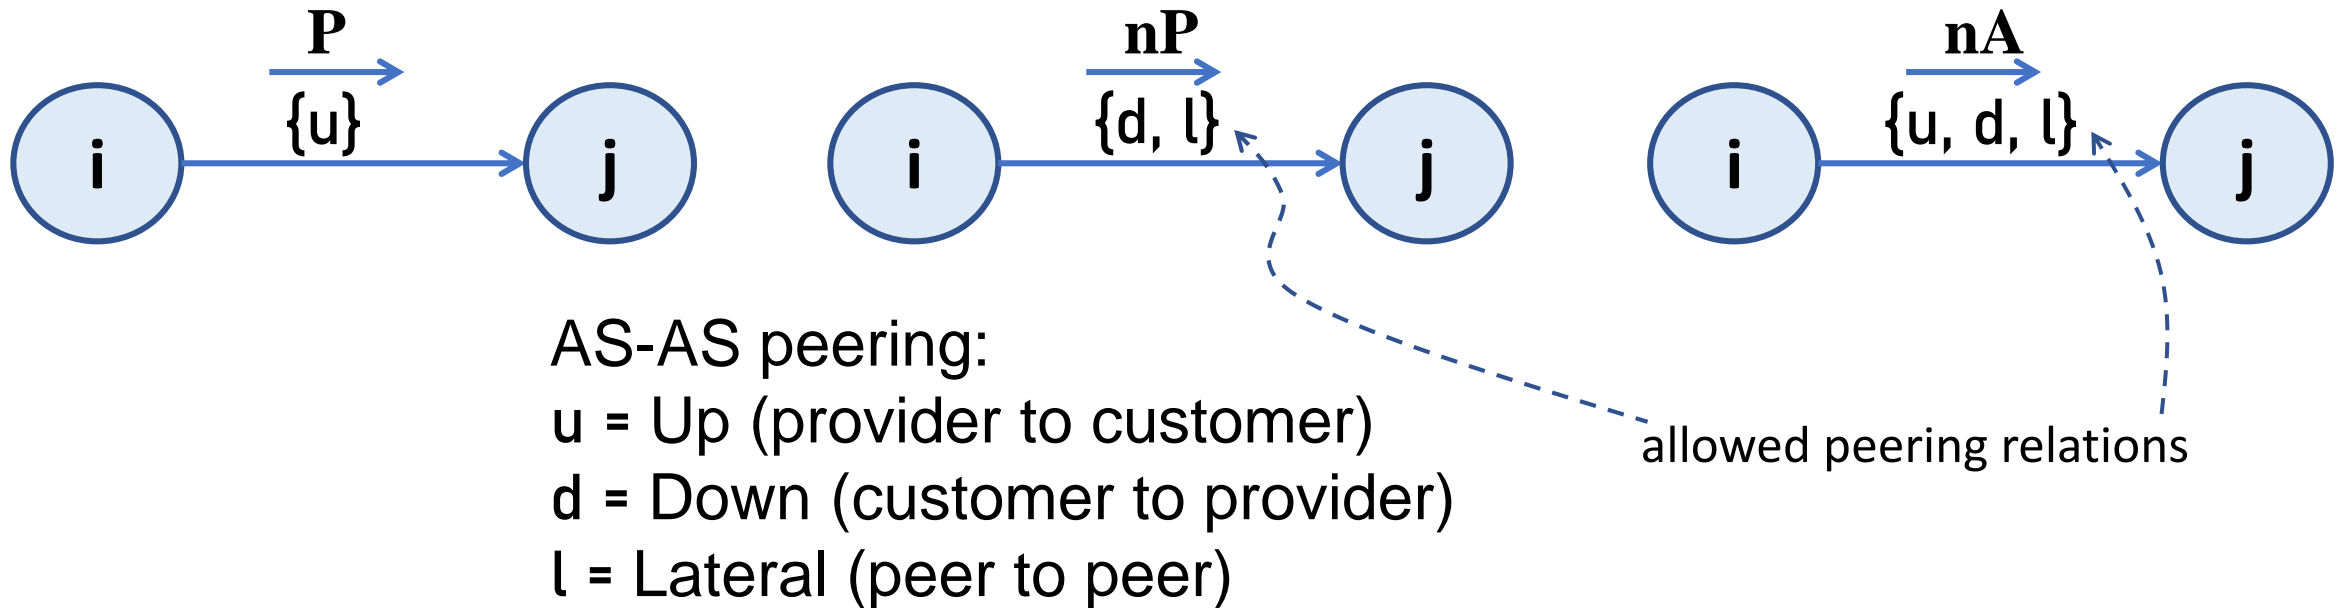 P
{u}
i
j
nP
{d, l}
i
j
nA
{u, d, l}
i
j
AS-AS peering:
u = Up (provider to customer)
d = Down (customer to provider)
l = Lateral (peer to peer)
allowed peering relations